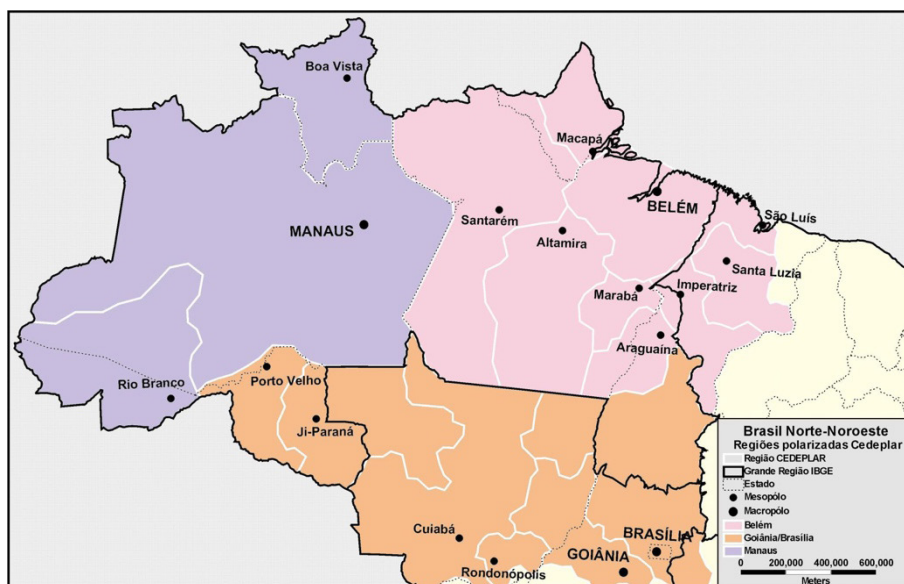 Boa Vista
Macapá
BELÉM
São Luís
MANAUS
Santarém
Altamira
Santa Luzia
Marabá
Imperatriz
Araguaína
Rio Branco
Porto Velho
Ji-Paraná
Cuiabá
Rondonópolis
GOIÂNIA
BRASÍLIA
Brasil Norte-Noroeste
Regiões polarizadas Cedeplar
Região CEDEPLAR
Grande Região IBGE
Estado
Mesopólo
Macropólo
Belém
Goiânia/Brasília
Manaus
0 200,000 400,000 600,000
Meters